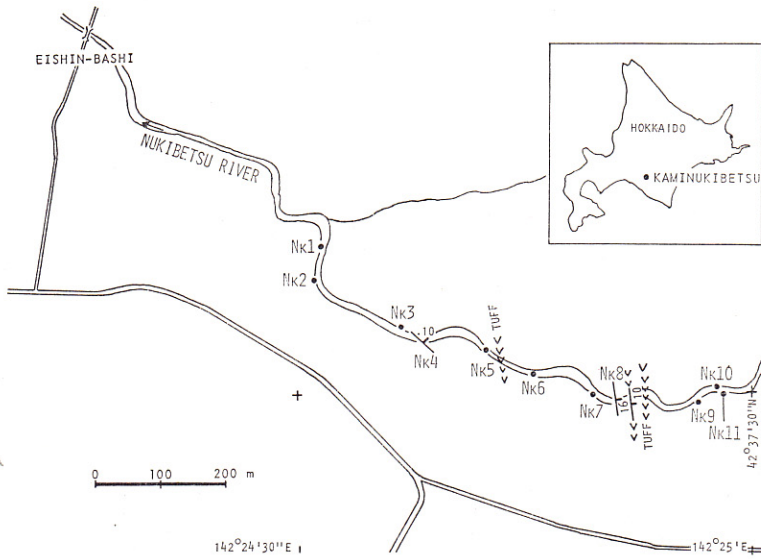 EISHIN-BASHI
NUKIBETSU RIVER
HOKKAIDO
KAMINUKIBETSU
NK1
NK2
NK3
10
NK4
TUFF
NK5
NK6
NK8
NK7
16
10
TUFF
NK10
NK9
NK11
42°37'30"N
0 100 200 m
142°24'30"E
142°25'E